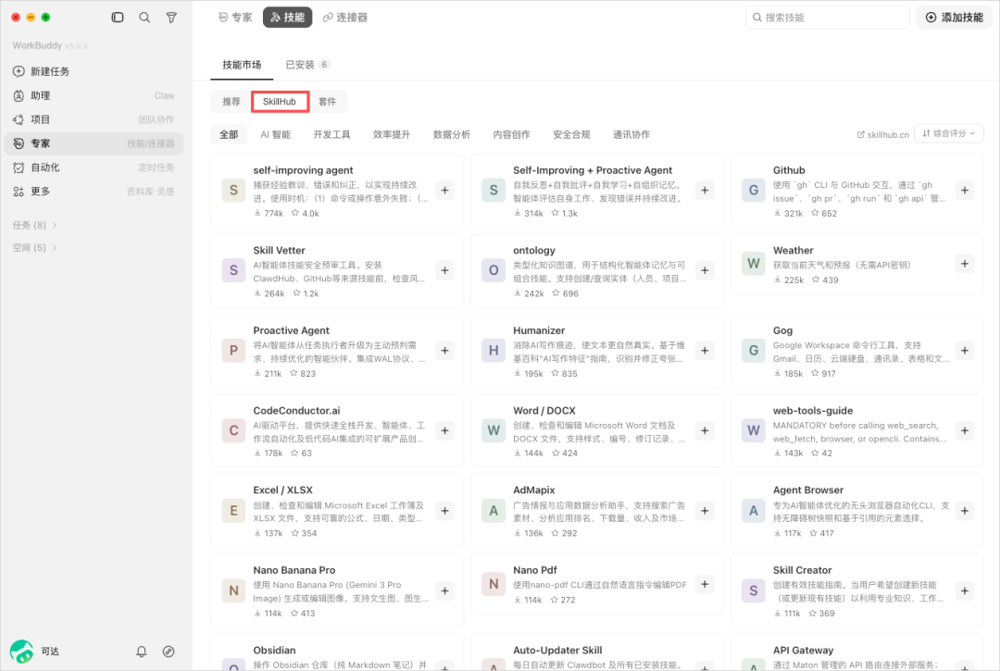 WorkBuddy v5.0.3
新建任务
助理 Claw
项目 团队协作
专家 技能/连接器
自动化 定时任务
更多 资料库·灵感
任务 (8)
空间 (5)
可达
专家 技能 连接器
搜索技能
添加技能
技能市场 已安装 6
推荐 SkillHub 套件
全部 AI 智能 开发工具 效率提升 数据分析 内容创作 安全合规 通讯协作
skillhub.cn 综合评分
S
self-improving agent
捕获经验教训、错误和纠正，以实现持续改
进。使用时机:（1）命令或操作意外失败；(...
774k 4.0k
S
Self-Improving + Proactive Agent
自我反思+自我批评+自我学习+自组织记忆。
智能体评估自身工作、发现错误并持续改进。
314k 1.3k
G
Github
使用 `gh` CLI 与 GitHub 交互，通过 `gh
issue`、`gh pr`、`gh run` 和 `gh api` 管...
321k 652
S
Skill Vetter
AI智能体技能安全预审工具。安装
ClawdHub、GitHub等来源技能前，检查风...
264k 1.2k
O
ontology
类型化知识图谱，用于结构化智能体记忆与可
组合技能。支持创建/查询实体（人员、项目...
242k 696
W
Weather
获取当前天气和预报（无需API密钥）
225k 439
P
Proactive Agent
将AI智能体从任务执行者升级为主动预判需
求、持续优化的智能伙伴。集成WAL协议、...
211k 823
H
Humanizer
消除AI写作痕迹，使文本更自然真实。基于维
基百科"AI写作特征"指南，识别并修正夸张...
195k 835
G
Gog
Google Workspace 命令行工具，支持
Gmail、日历、云端硬盘、通讯录、表格和文...
185k 917
C
CodeConductor.ai
AI驱动平台，提供快速全栈开发、智能体、工
作流自动化及低代码AI集成的可扩展产品创...
178k 63
W
Word / DOCX
创建、检查和编辑 Microsoft Word 文档及
DOCX 文件，支持样式、编号、修订记录、...
144k 424
W
web-tools-guide
MANDATORY before calling web_search,
web_fetch, browser, or opencli. Contains...
143k 42
E
Excel / XLSX
创建、检查和编辑 Microsoft Excel 工作簿及
XLSX 文件，支持可靠的公式、日期、类型...
137k 354
A
AdMapix
广告情报与应用数据分析助手，支持搜索广告
素材、分析应用排名、下载量、收入及市场...
136k 292
A
Agent Browser
专为AI智能体优化的无头浏览器自动化CLI，支
持无障碍树快照和基于引用的元素选择。
117k 417
N
Nano Banana Pro
使用 Nano Banana Pro (Gemini 3 Pro
Image) 生成或编辑图像。支持文生图、图生...
114k 413
N
Nano Pdf
使用nano-pdf CLI通过自然语言指令编辑PDF
114k 272
S
Skill Creator
创建有效技能指南。当用户希望创建新技能
（或更新现有技能）以利用专业知识、工作...
111k 369
O
Obsidian
操作 Obsidian 仓库（纯 Markdown 笔记）并
A
Auto-Updater Skill
每日自动更新 Clawdbot 及所有已安装技能。
A
API Gateway
通过 Maton 管理的 API 路由连接外部服务；